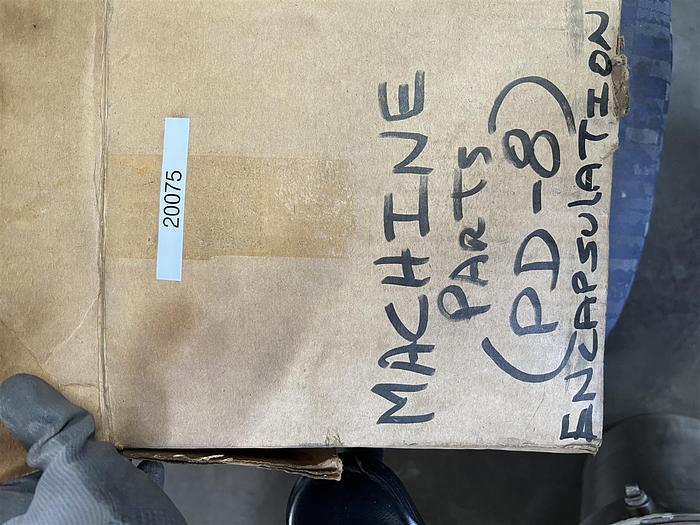 20075
MACHINE
PARTS
(PD-8)
ENCAPSULATION